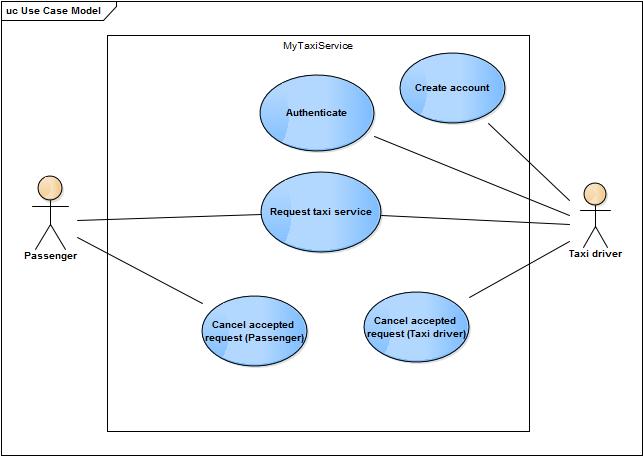 uc Use Case Model
MyTaxiService
Create account
Authenticate
Request taxi service
Passenger
Taxi driver
Cancel accepted
request (Passenger)
Cancel accepted
request (Taxi driver)